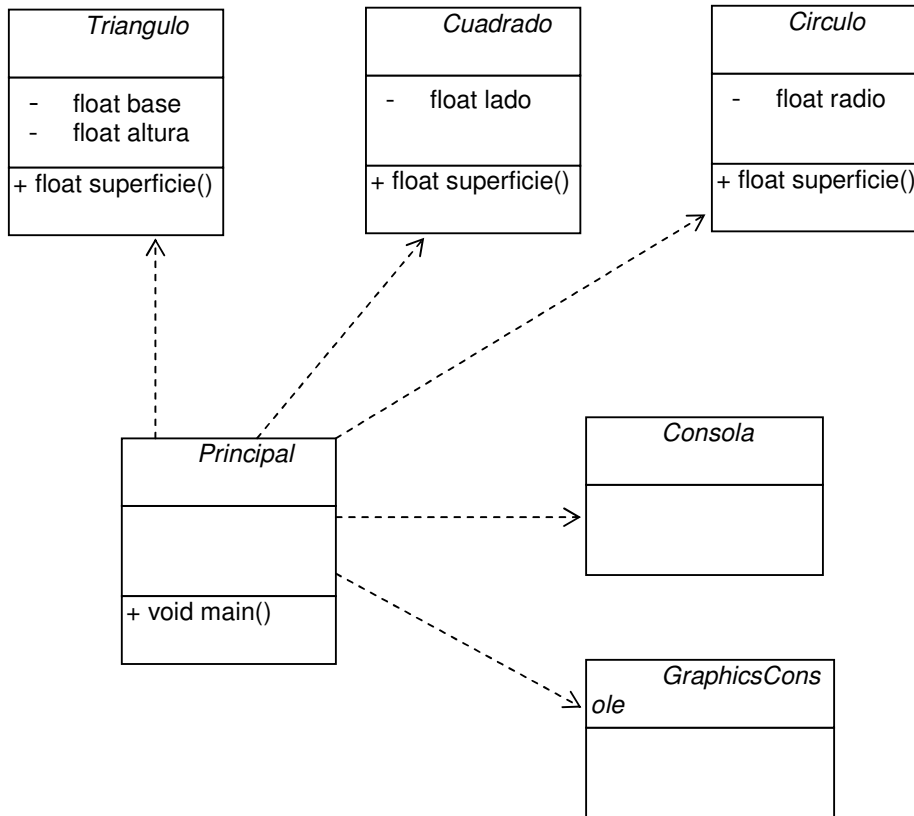 Triangulo
- float base
- float altura
+ float superficie()
Cuadrado
- float lado
+ float superficie()
Circulo
- float radio
+ float superficie()
Principal
+ void main()
Consola
GraphicsCons
ole